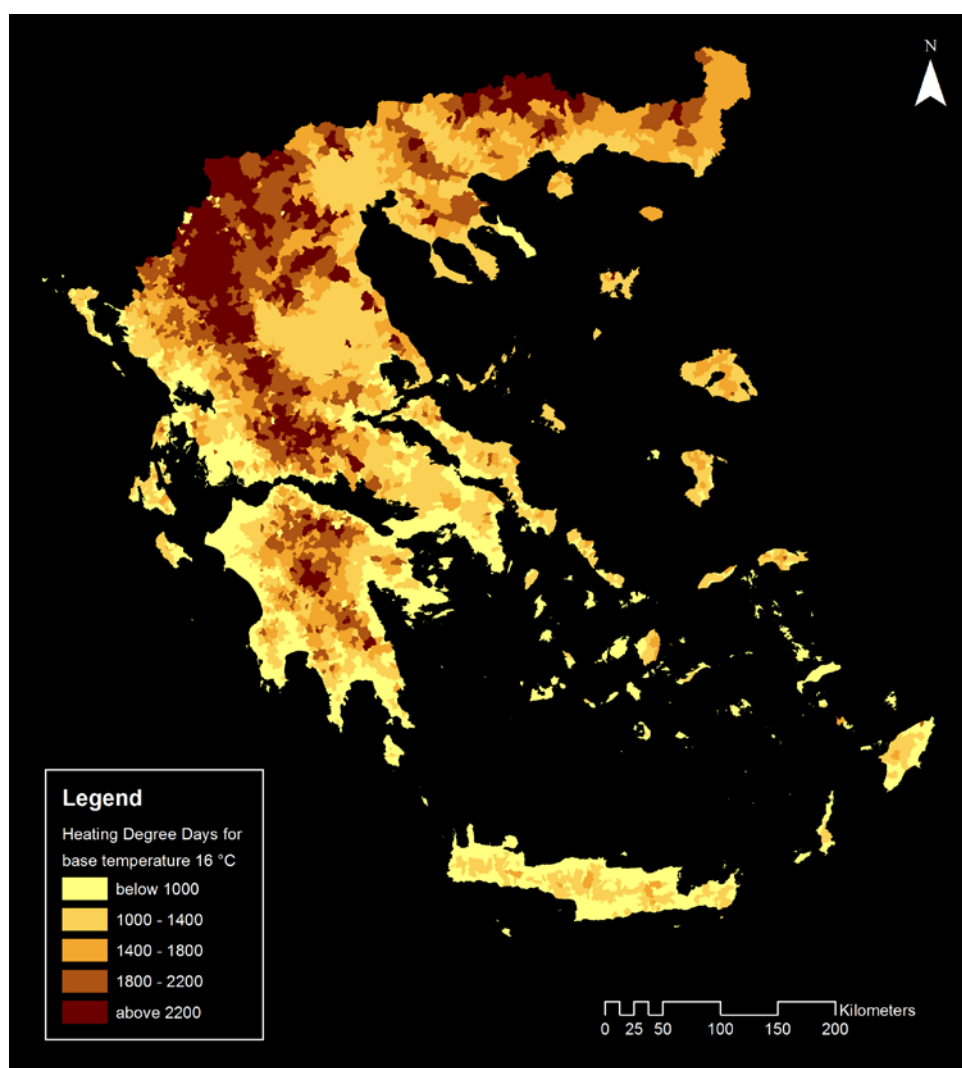 N
Legend
Heating Degree Days for
base temperature 16 °C
below 1000
1000 - 1400
1400 - 1800
1800 - 2200
above 2200
Kilometers
0 25 50 100 150 200